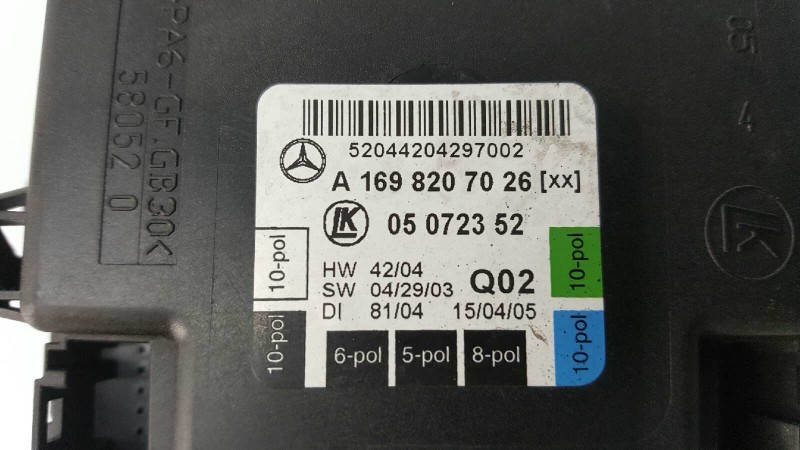 >PA6-GF.GB30<
58052 0
05 4
52044204297002
A 169 820 70 26 [xx]
LK 05 0723 52
LK
10-pol
HW 42/04
SW 04/29/03
Q02
10-pol
DI 81/04 15/04/05
10-pol
6-pol 5-pol 8-pol
10-pol